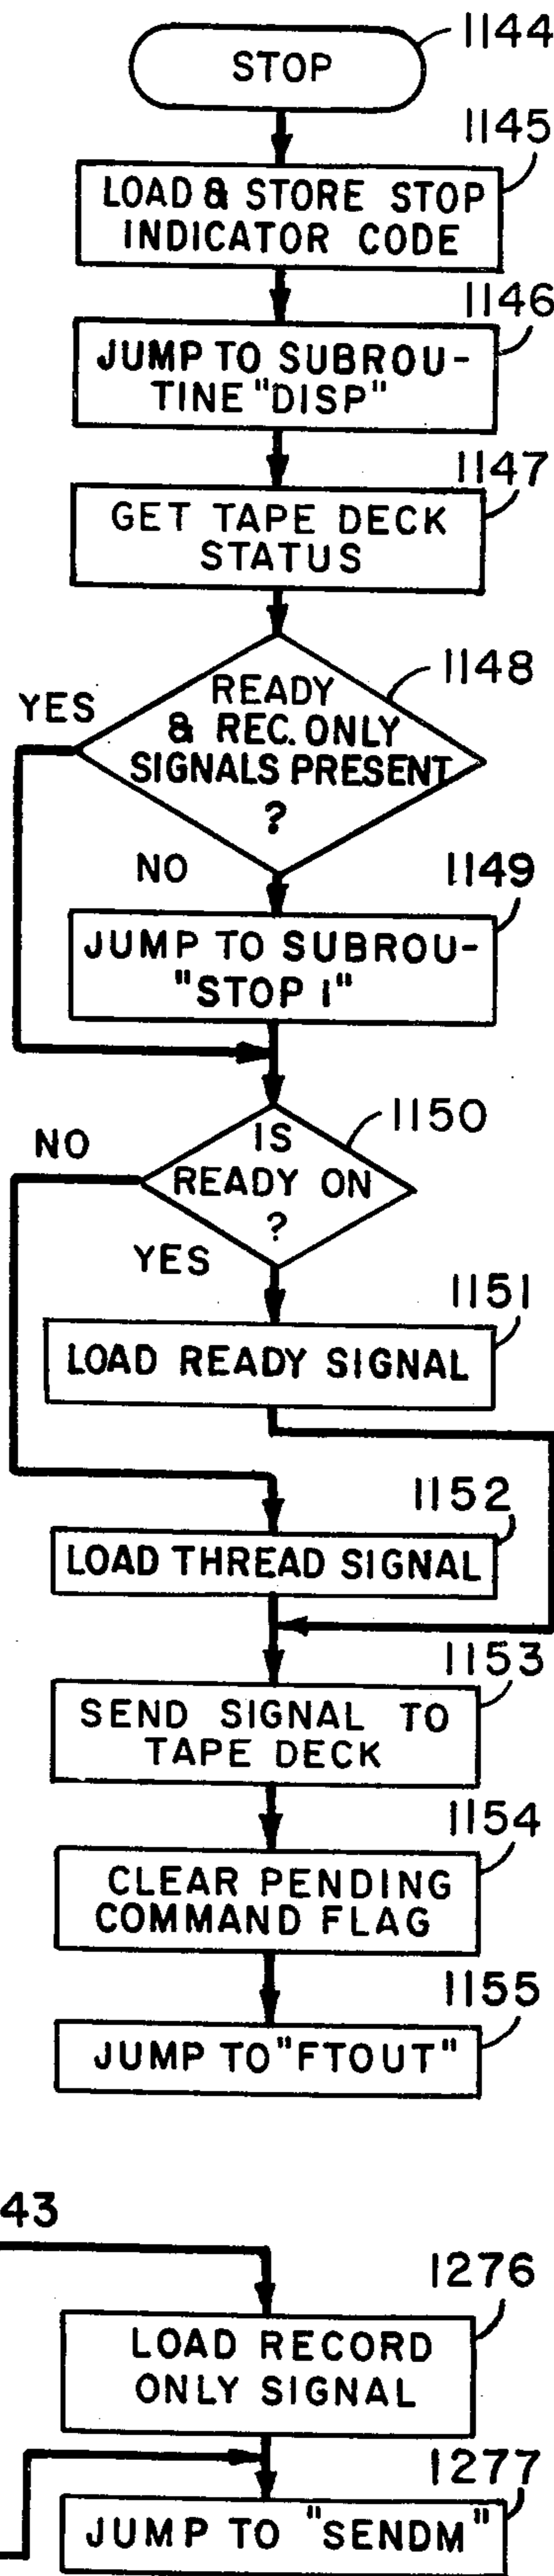 1144
STOP
1145
LOAD & STORE STOP
INDICATOR CODE
1146
JUMP TO SUBROU-
TINE "DISP"
1147
GET TAPE DECK
STATUS
1148
YES
READY
& REC. ONLY
SIGNALS PRESENT
?
NO
1149
JUMP TO SUBROU-
"STOP 1"
1150
NO
IS
READY ON
?
YES
1151
LOAD READY SIGNAL
1152
LOAD THREAD SIGNAL
1153
SEND SIGNAL TO
TAPE DECK
1154
CLEAR PENDING
COMMAND FLAG
1155
JUMP TO "FTOUT"
43
1276
LOAD RECORD
ONLY SIGNAL
1277
JUMP TO "SENDM"